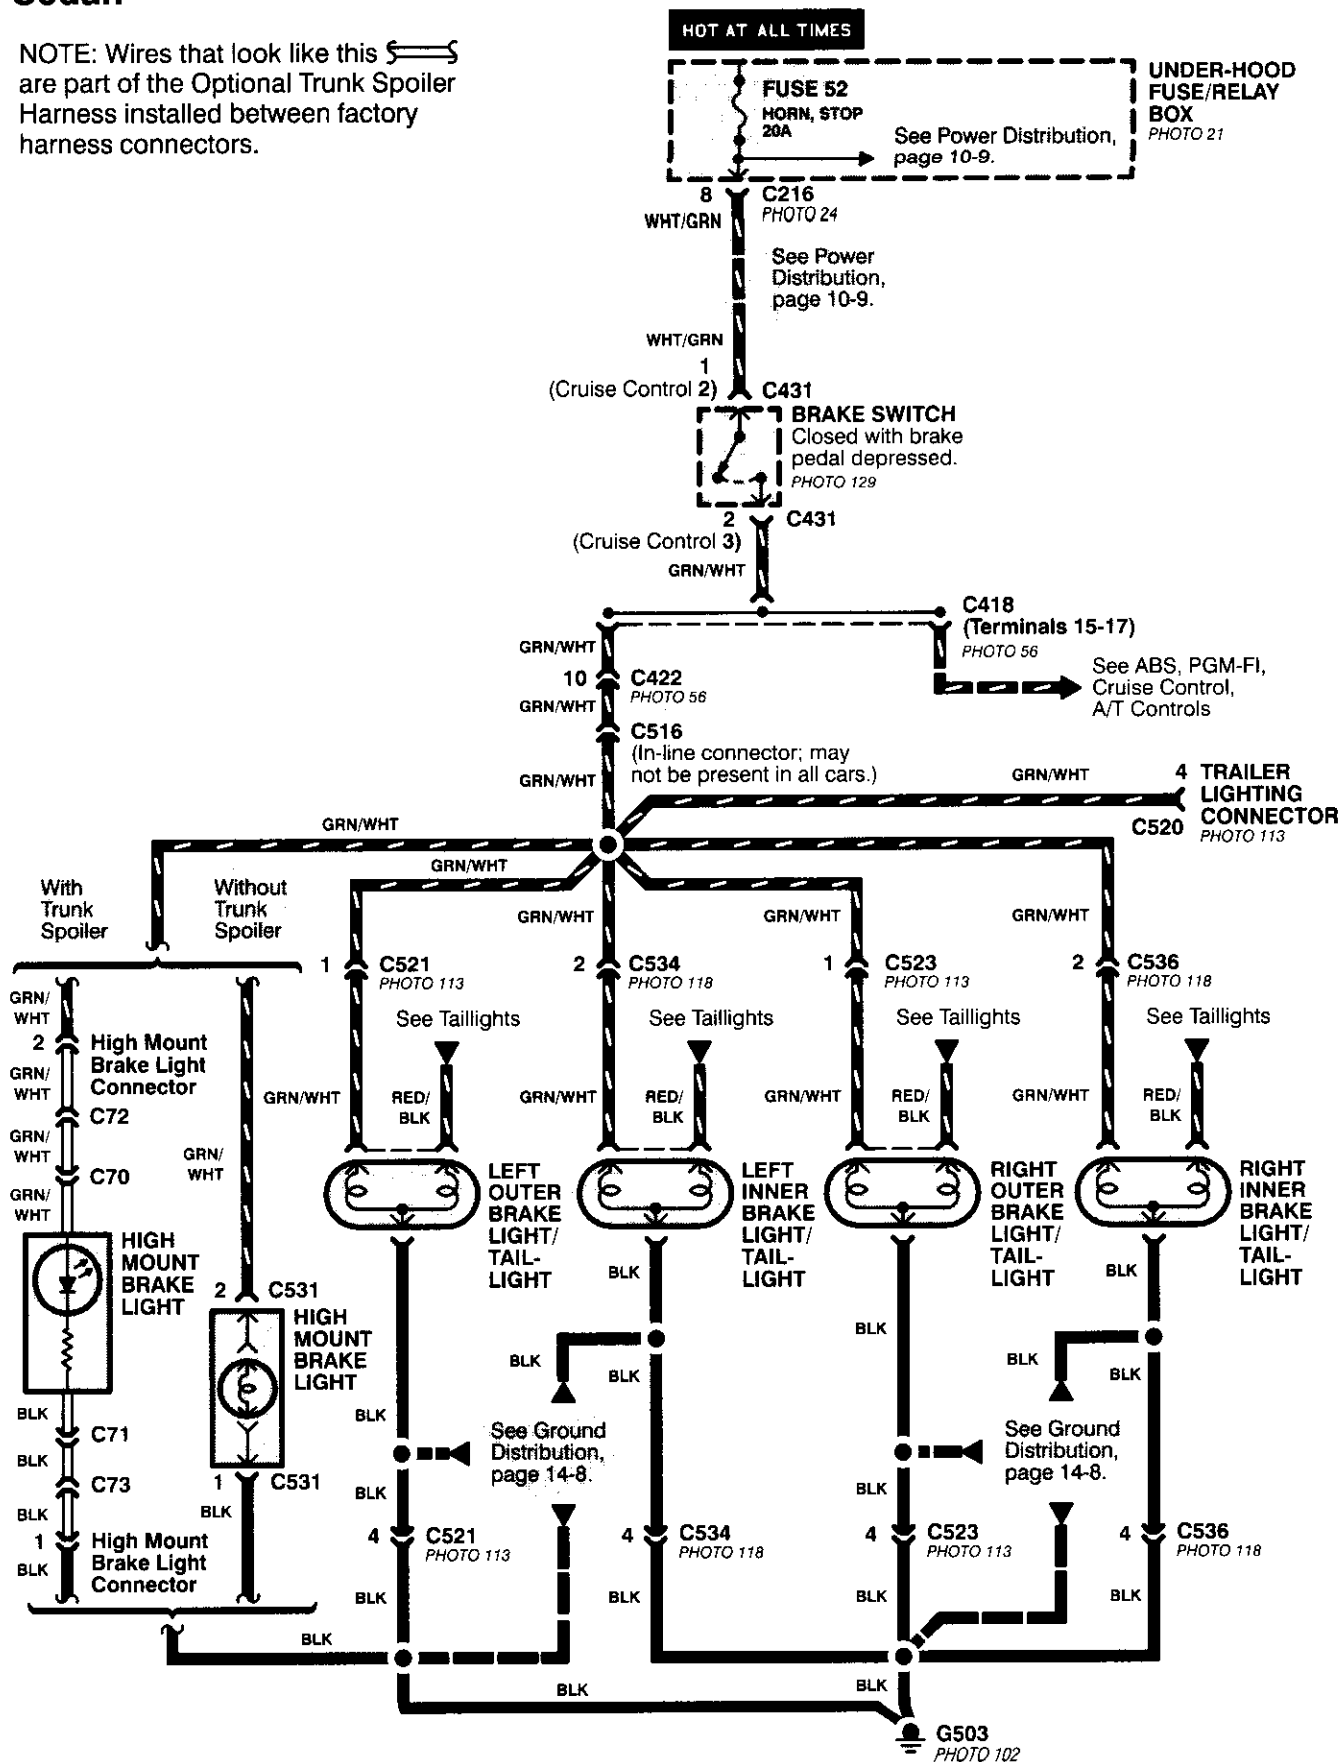 Sedan
NOTE: Wires that look like this
are part of the Optional Trunk Spoiler
Harness installed between factory
harness connectors.
HOT AT ALL TIMES
FUSE 52
HORN, STOP
20A
See Power Distribution,
page 10-9.
UNDER-HOOD
FUSE/RELAY
BOX
PHOTO 21
8
C216
PHOTO 24
WHT/GRN
See Power
Distribution,
page 10-9.
WHT/GRN
1
(Cruise Control 2)
C431
BRAKE SWITCH
Closed with brake
pedal depressed.
PHOTO 129
2
C431
(Cruise Control 3)
GRN/WHT
C418
(Terminals 15-17)
PHOTO 56
GRN/WHT
See ABS, PGM-FI,
Cruise Control,
A/T Controls
10
C422
PHOTO 56
GRN/WHT
C516
(In-line connector; may
not be present in all cars.)
GRN/WHT
GRN/WHT
4
TRAILER
LIGHTING
CONNECTOR
C520
PHOTO 113
GRN/WHT
GRN/WHT
With
Trunk
Spoiler
Without
Trunk
Spoiler
GRN/WHT
GRN/WHT
GRN/WHT
1
C521
PHOTO 113
2
C534
PHOTO 118
1
C523
PHOTO 113
2
C536
PHOTO 118
See Taillights
See Taillights
See Taillights
See Taillights
GRN/
WHT
2
High Mount
Brake Light
Connector
GRN/
WHT
C72
GRN/
WHT
C70
GRN/
WHT
GRN/
WHT
GRN/WHT
RED/
BLK
GRN/WHT
RED/
BLK
GRN/WHT
RED/
BLK
GRN/WHT
RED/
BLK
LEFT
OUTER
BRAKE
LIGHT/
TAIL-
LIGHT
LEFT
INNER
BRAKE
LIGHT/
TAIL-
LIGHT
RIGHT
OUTER
BRAKE
LIGHT/
TAIL-
LIGHT
RIGHT
INNER
BRAKE
LIGHT/
TAIL-
LIGHT
HIGH
MOUNT
BRAKE
LIGHT
2
C531
HIGH
MOUNT
BRAKE
LIGHT
BLK
BLK
BLK
BLK
BLK
BLK
BLK
BLK
BLK
See Ground
Distribution,
page 14-8.
See Ground
Distribution,
page 14-8.
BLK
C71
BLK
C73
BLK
1
High Mount
Brake Light
Connector
BLK
1
C531
BLK
BLK
BLK
4
C521
PHOTO 113
4
C534
PHOTO 118
4
C523
PHOTO 113
4
C536
PHOTO 118
BLK
BLK
BLK
BLK
BLK
BLK
BLK
G503
PHOTO 102